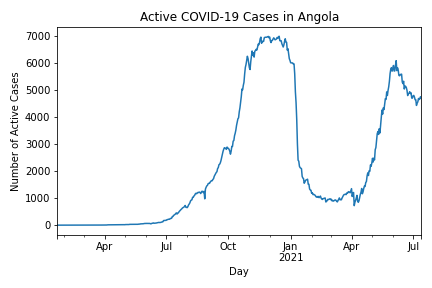 Active COVID-19 Cases in Angola
Number of Active Cases
7000
6000
5000
4000
3000
2000
1000
0
Apr
Jul
Oct
Jan
2021
Apr
Jul
Day